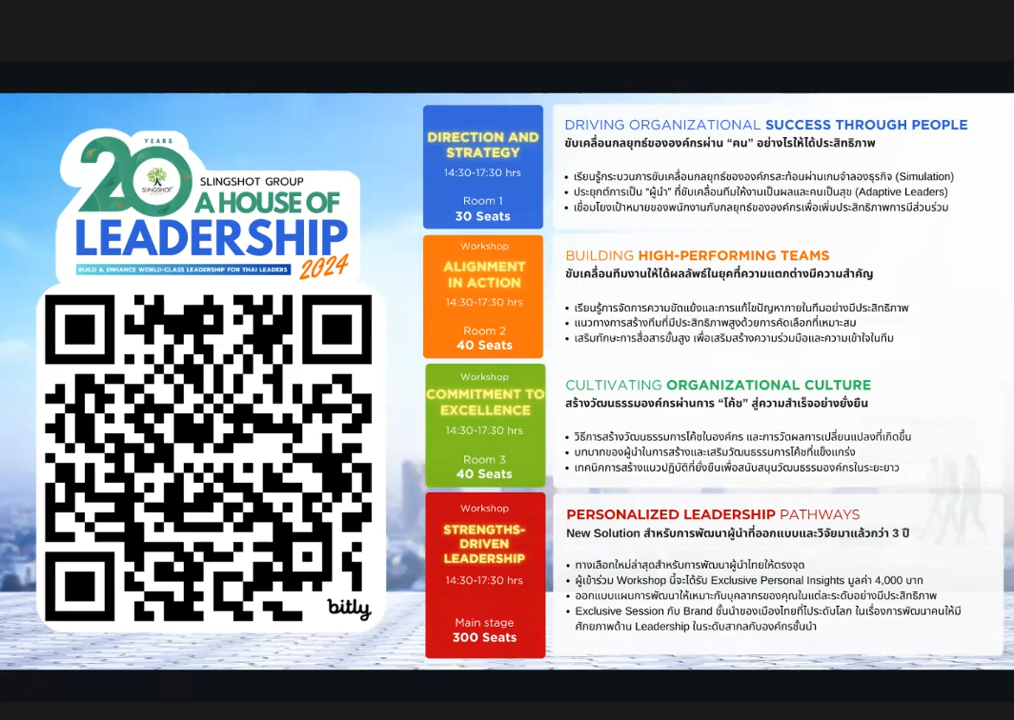 20 YEARS
SLINGSHOT
SLINGSHOT GROUP
A HOUSE OF
LEADERSHIP
BUILD & ENHANCE WORLD-CLASS LEADERSHIP FOR THAI LEADERS
2024
bitly
DIRECTION AND
STRATEGY
14:30-17:30 hrs
Room 1
30 Seats
DRIVING ORGANIZATIONAL SUCCESS THROUGH PEOPLE
ขับเคลื่อนกลยุทธ์ขององค์กรผ่าน “คน” อย่างไรให้ได้ประสิทธิภาพ
• เรียนรู้กระบวนการขับเคลื่อนกลยุทธ์ขององค์กรสะท้อนผ่านเกมจำลองธุรกิจ (Simulation)
• ประยุกต์การเป็น “ผู้นำ” ที่ขับเคลื่อนทีมให้งานเป็นผลและคนเป็นสุข (Adaptive Leaders)
• เชื่อมโยงเป้าหมายของพนักงานกับกลยุทธ์ขององค์กรเพื่อเพิ่มประสิทธิภาพการมีส่วนร่วม
Workshop
ALIGNMENT
IN ACTION
14:30-17:30 hrs
Room 2
40 Seats
BUILDING HIGH-PERFORMING TEAMS
ขับเคลื่อนทีมงานให้ได้ผลลัพธ์ในยุคที่ความแตกต่างมีความสำคัญ
• เรียนรู้การจัดการความขัดแย้งและการแก้ไขปัญหาภายในทีมอย่างมีประสิทธิภาพ
• แนวทางการสร้างทีมที่มีประสิทธิภาพสูงด้วยการคัดเลือกที่เหมาะสม
• เสริมทักษะการสื่อสารขั้นสูง เพื่อเสริมสร้างความร่วมมือและความเข้าใจในทีม
Workshop
COMMITMENT TO
EXCELLENCE
14:30-17:30 hrs
Room 3
40 Seats
CULTIVATING ORGANIZATIONAL CULTURE
สร้างวัฒนธรรมองค์กรผ่านการ “โค้ช” สู่ความสำเร็จอย่างยั่งยืน
• วิธีการสร้างวัฒนธรรมการโค้ชในองค์กร และการวัดผลการเปลี่ยนแปลงที่เกิดขึ้น
• บทบาทของผู้นำในการสร้างและเสริมวัฒนธรรมการโค้ชที่แข็งแกร่ง
• เทคนิคการสร้างแนวปฏิบัติที่ยั่งยืนเพื่อสนับสนุนวัฒนธรรมองค์กรในระยะยาว
Workshop
STRENGTHS-
DRIVEN
LEADERSHIP
14:30-17:30 hrs
Main stage
300 Seats
PERSONALIZED LEADERSHIP PATHWAYS
New Solution สำหรับการพัฒนาผู้นำที่ออกแบบและวิจัยมาแล้วกว่า 3 ปี
• ทางเลือกใหม่ล่าสุดสำหรับการพัฒนาผู้นำไทยให้ตรงจุด
• ผู้เข้าร่วม Workshop นี้จะได้รับ Exclusive Personal Insights มูลค่า 4,000 บาท
• ออกแบบแผนการพัฒนาให้เหมาะกับบุคลากรของคุณในแต่ละระดับอย่างมีประสิทธิภาพ
• Exclusive Session กับ Brand ชั้นนำของเมืองไทยที่ไประดับโลก ในเรื่องการพัฒนาคนให้มี
ศักยภาพด้าน Leadership ในระดับสากลกับองค์กรชั้นนำ